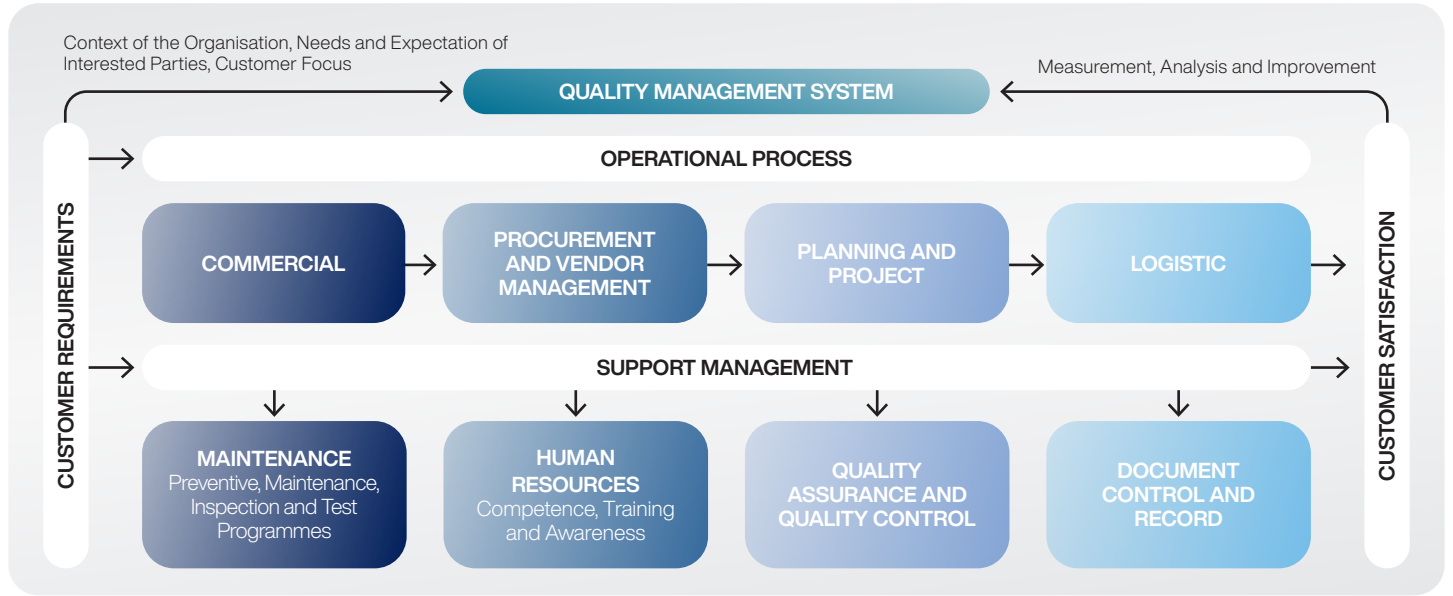 Context of the Organisation, Needs and Expectation of
Interested Parties, Customer Focus
QUALITY MANAGEMENT SYSTEM
Measurement, Analysis and Improvement
CUSTOMER REQUIREMENTS
OPERATIONAL PROCESS
COMMERCIAL
PROCUREMENT
AND VENDOR
MANAGEMENT
PLANNING AND
PROJECT
LOGISTIC
SUPPORT MANAGEMENT
MAINTENANCE
Preventive, Maintenance,
Inspection and Test
Programmes
HUMAN
RESOURCES
Competence, Training
and Awareness
QUALITY
ASSURANCE AND
QUALITY CONTROL
DOCUMENT
CONTROL AND
RECORD
CUSTOMER SATISFACTION